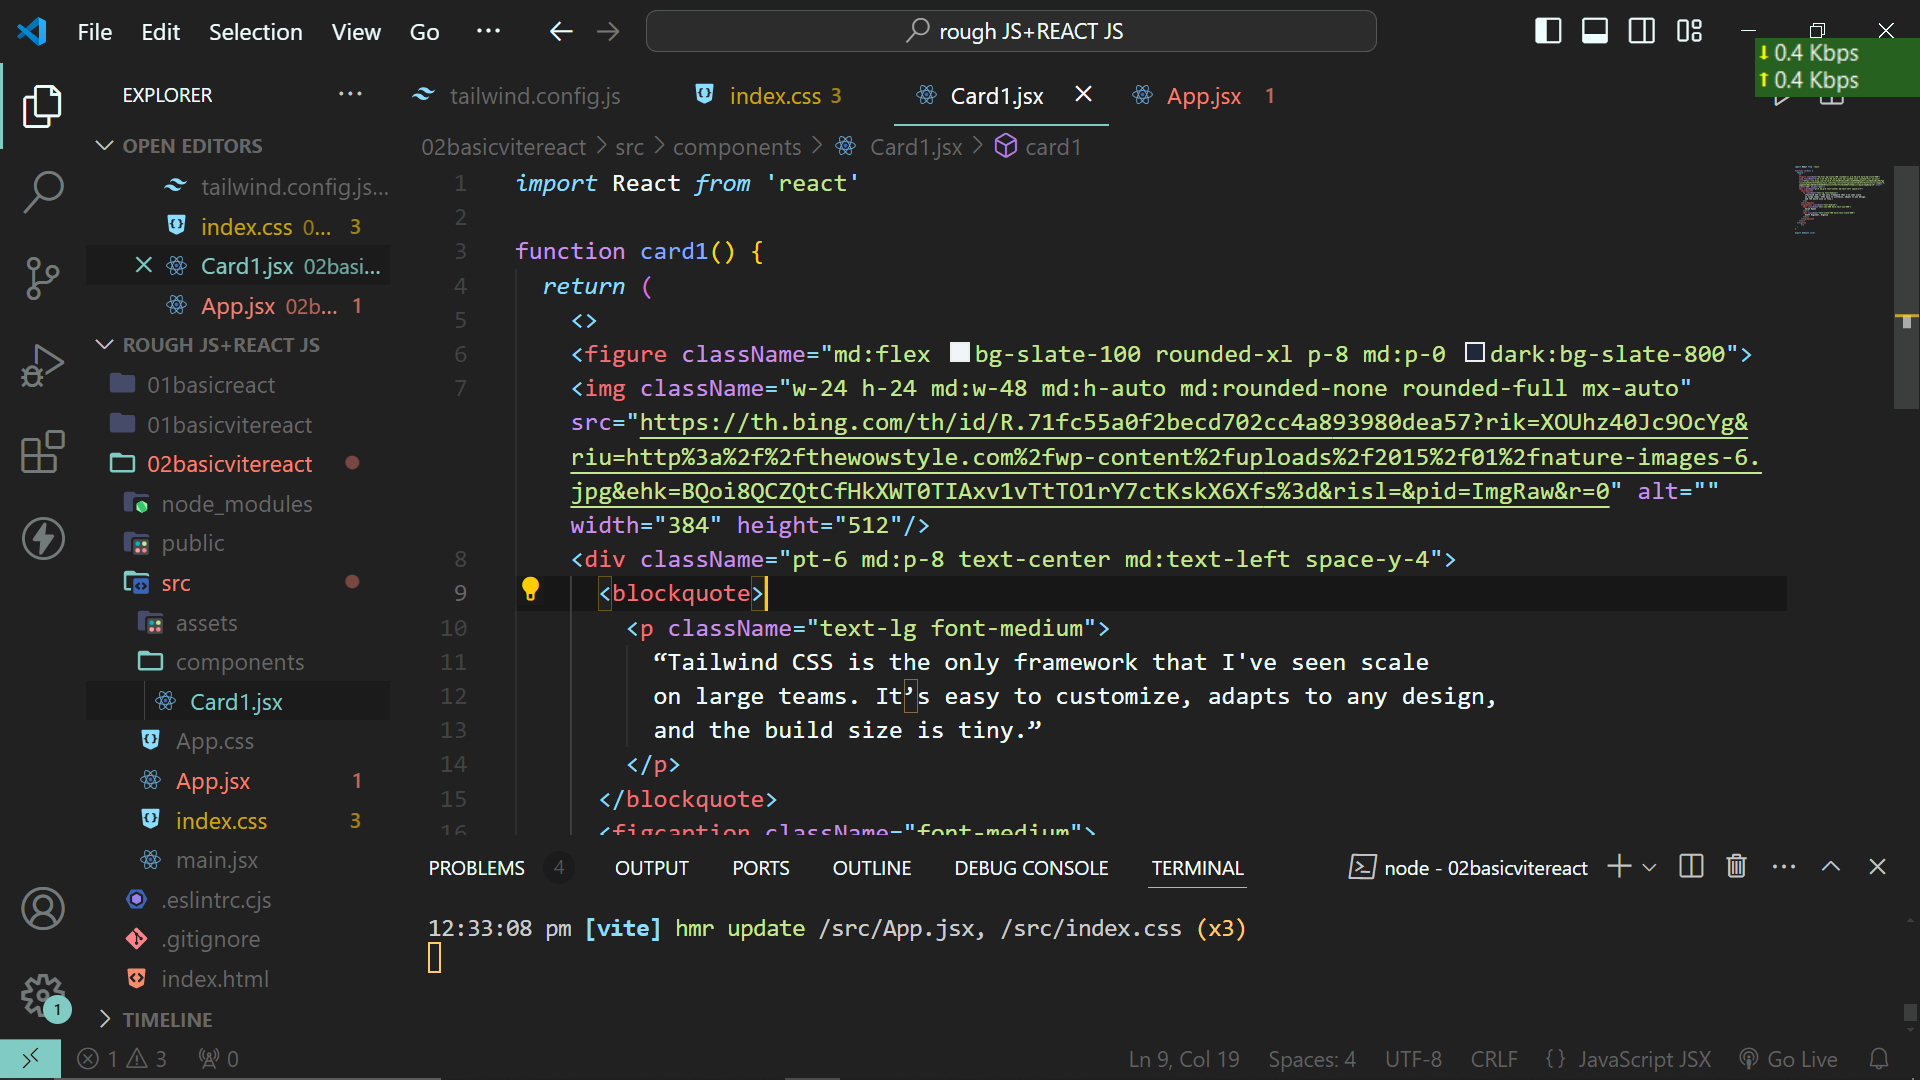 File Edit Selection View Go ··· rough JS+REACT JS
↓ 0.4 Kbps
↑ 0.4 Kbps
EXPLORER ···
tailwind.config.js index.css 3 Card1.jsx App.jsx 1
OPEN EDITORS
tailwind.config.js...
index.css 0... 3
Card1.jsx 02basi...
App.jsx 02b... 1
ROUGH JS+REACT JS
01basicreact
01basicvitereact
02basicvitereact
node_modules
public
src
assets
components
Card1.jsx
App.css
App.jsx 1
index.css 3
main.jsx
.eslintrc.cjs
.gitignore
index.html
TIMELINE
1
02basicvitereact > src > components > Card1.jsx > card1
1 import React from 'react'
2
3 function card1() {
4 return (
5 <>
6 <figure className="md:flex bg-slate-100 rounded-xl p-8 md:p-0 dark:bg-slate-800">
7 <img className="w-24 h-24 md:w-48 md:h-auto md:rounded-none rounded-full mx-auto"
src="https://th.bing.com/th/id/R.71fc55a0f2becd702cc4a893980dea57?rik=XOUhz40Jc9OcYg&
riu=http%3a%2f%2fthewowstyle.com%2fwp-content%2fuploads%2f2015%2f01%2fnature-images-6.
jpg&ehk=BQoi8QCZQtCfHkXWT0TIAxv1vTtTO1rY7ctKskX6Xfs%3d&risl=&pid=ImgRaw&r=0" alt=""
width="384" height="512"/>
8 <div className="pt-6 md:p-8 text-center md:text-left space-y-4">
9 <blockquote>
10 <p className="text-lg font-medium">
11 “Tailwind CSS is the only framework that I've seen scale
12 on large teams. It’s easy to customize, adapts to any design,
13 and the build size is tiny.”
14 </p>
15 </blockquote>
16 <figcaption className="font-medium">
PROBLEMS 4 OUTPUT PORTS OUTLINE DEBUG CONSOLE TERMINAL node - 02basicvitereact
12:33:08 pm [vite] hmr update /src/App.jsx, /src/index.css (x3)
1 3 0 Ln 9, Col 19 Spaces: 4 UTF-8 CRLF {} JavaScript JSX Go Live